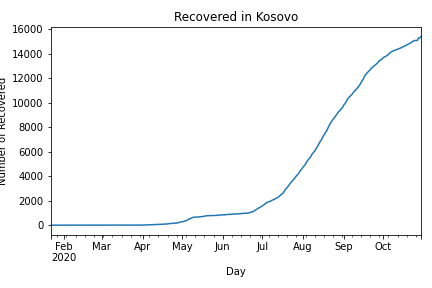 Recovered in Kosovo
Number of Recovered
16000
14000
12000
10000
8000
6000
4000
2000
0
Feb
2020
Mar
Apr
May
Jun
Jul
Aug
Sep
Oct
Day